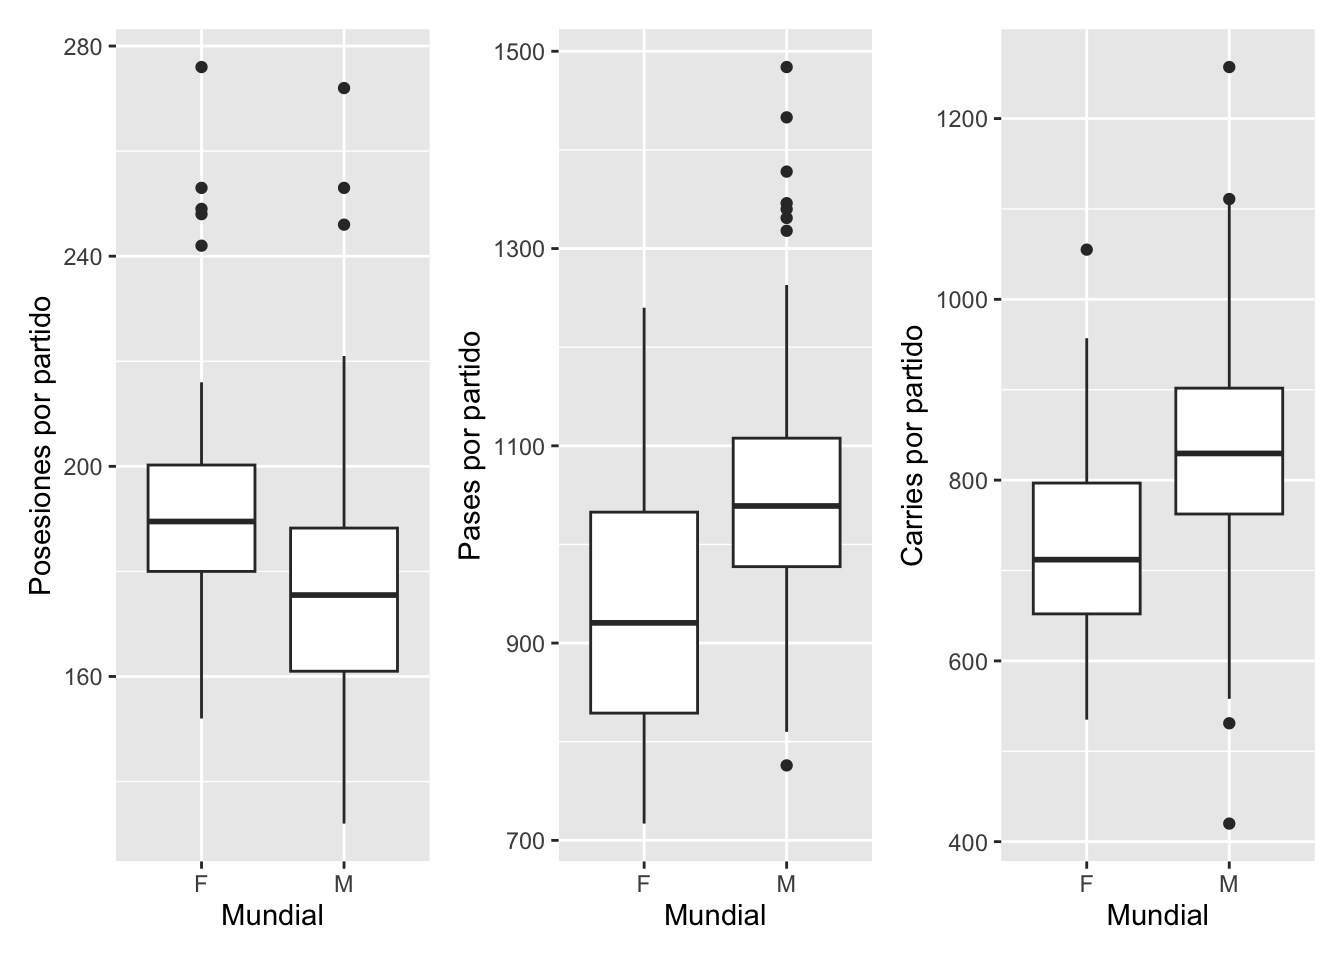 Posesiones por partido
280
240
200
160
F M
Mundial
Pases por partido
1500
1300
1100
900
700
F M
Mundial
Carries por partido
1200
1000
800
600
400
F M
Mundial